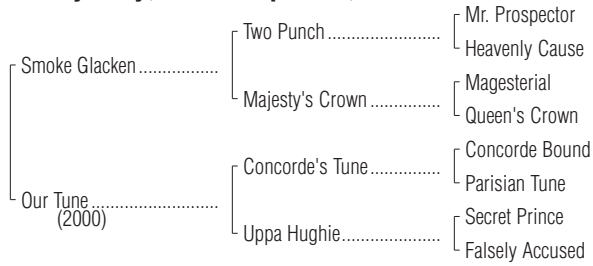 Mr. Prospector
Two Punch
Heavenly Cause
Smoke Glacken
Magesterial
Majesty's Crown
Queen's Crown
Concorde Bound
Concorde's Tune
Parisian Tune
Our Tune
(2000)
Secret Prince
Uppa Hughie
Falsely Accused